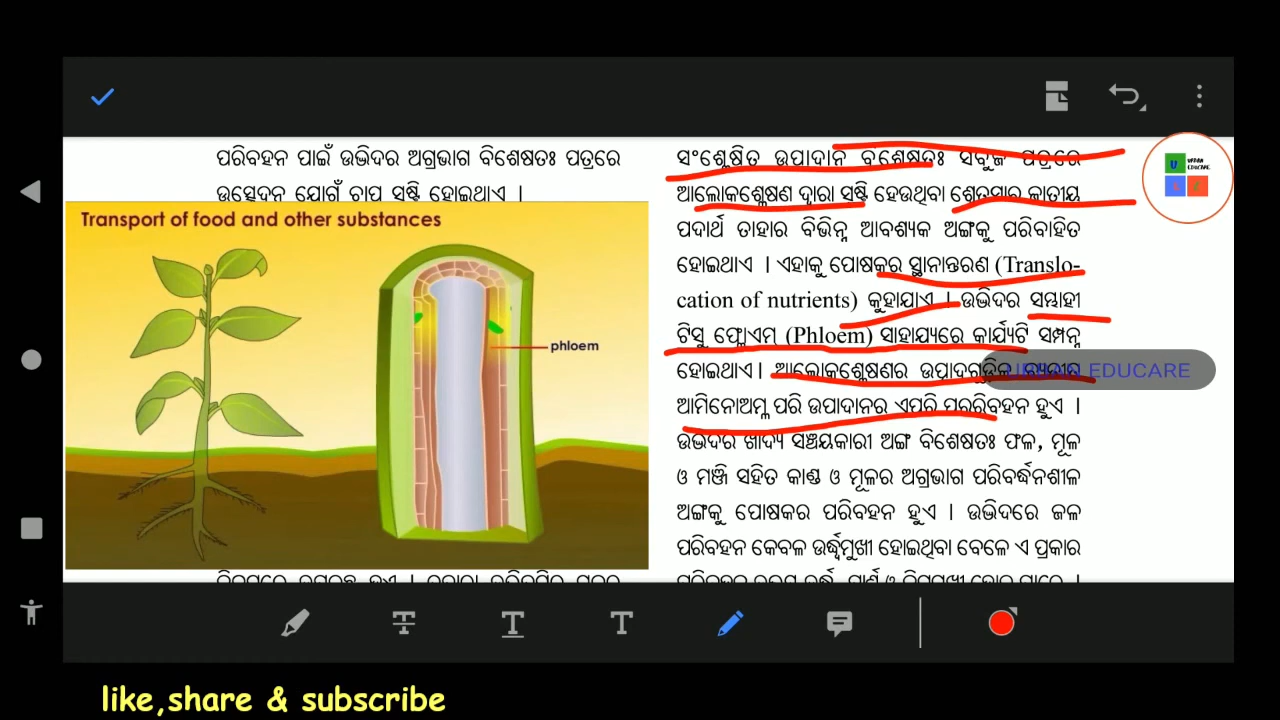 ପରିବହନ ପାଇଁ ଉଦ୍ଭିଦର ଅଗ୍ରଭାଗ ବିଶେଷତଃ ପତ୍ରରେ
ଉତ୍ସେଦନ ଯୋଗୁଁ ଚାପ ସୃଷ୍ଟି ହୋଇଥାଏ ।
Transport of food and other substances
phloem
ସଂଶ୍ଳେଷିତ ଉପାଦାନ ବିଶେଷତଃ ସବୁଜ ପତ୍ରରେ
ଆଲୋକଶ୍ଳେଷଣ ଦ୍ୱାରା ସୃଷ୍ଟି ହେଉଥିବା ଶ୍ୱେତସାର ଜାତୀୟ
ପଦାର୍ଥ ତାହାର ବିଭିନ୍ନ ଆବଶ୍ୟକ ଅଙ୍ଗକୁ ପରିବାହିତ
ହୋଇଥାଏ । ଏହାକୁ ପୋଷକର ସ୍ଥାନାନ୍ତରଣ (Translo-
cation of nutrients) କୁହାଯାଏ । ଉଦ୍ଭିଦର ସମ୍ଭାହୀ
ଟିସୁ ଫ୍ଲୋଏମ୍ (Phloem) ସାହାଯ୍ୟରେ କାର୍ଯ୍ୟଟି ସମ୍ପନ୍ନ
ହୋଇଥାଏ। ଆଲୋକଶ୍ଳେଷଣର ଉତ୍ପାଦଗୁଡ଼ିକ ବ୍ୟତୀତ
URBAN EDUCARE
ଆମିନୋଅମ୍ଳ ପରି ଉପାଦାନର ଏପରି ପରିବହନ ହୁଏ ।
ଉଦ୍ଭିଦର ଖାଦ୍ୟ ସଞ୍ଚୟକାରୀ ଅଙ୍ଗ ବିଶେଷତଃ ଫଳ, ମୂଳ
ଓ ମଞ୍ଜି ସହିତ କାଣ୍ଡ ଓ ମୂଳର ଅଗ୍ରଭାଗ ପରିବର୍ଦ୍ଧନଶୀଳ
ଅଙ୍ଗକୁ ପୋଷକର ପରିବହନ ହୁଏ । ଉଦ୍ଭିଦରେ ଜଳ
ପରିବହନ କେବଳ ଉର୍ଦ୍ଧ୍ୱମୁଖୀ ହୋଇଥିବା ବେଳେ ଏ ପ୍ରକାର
like,share & subscribe